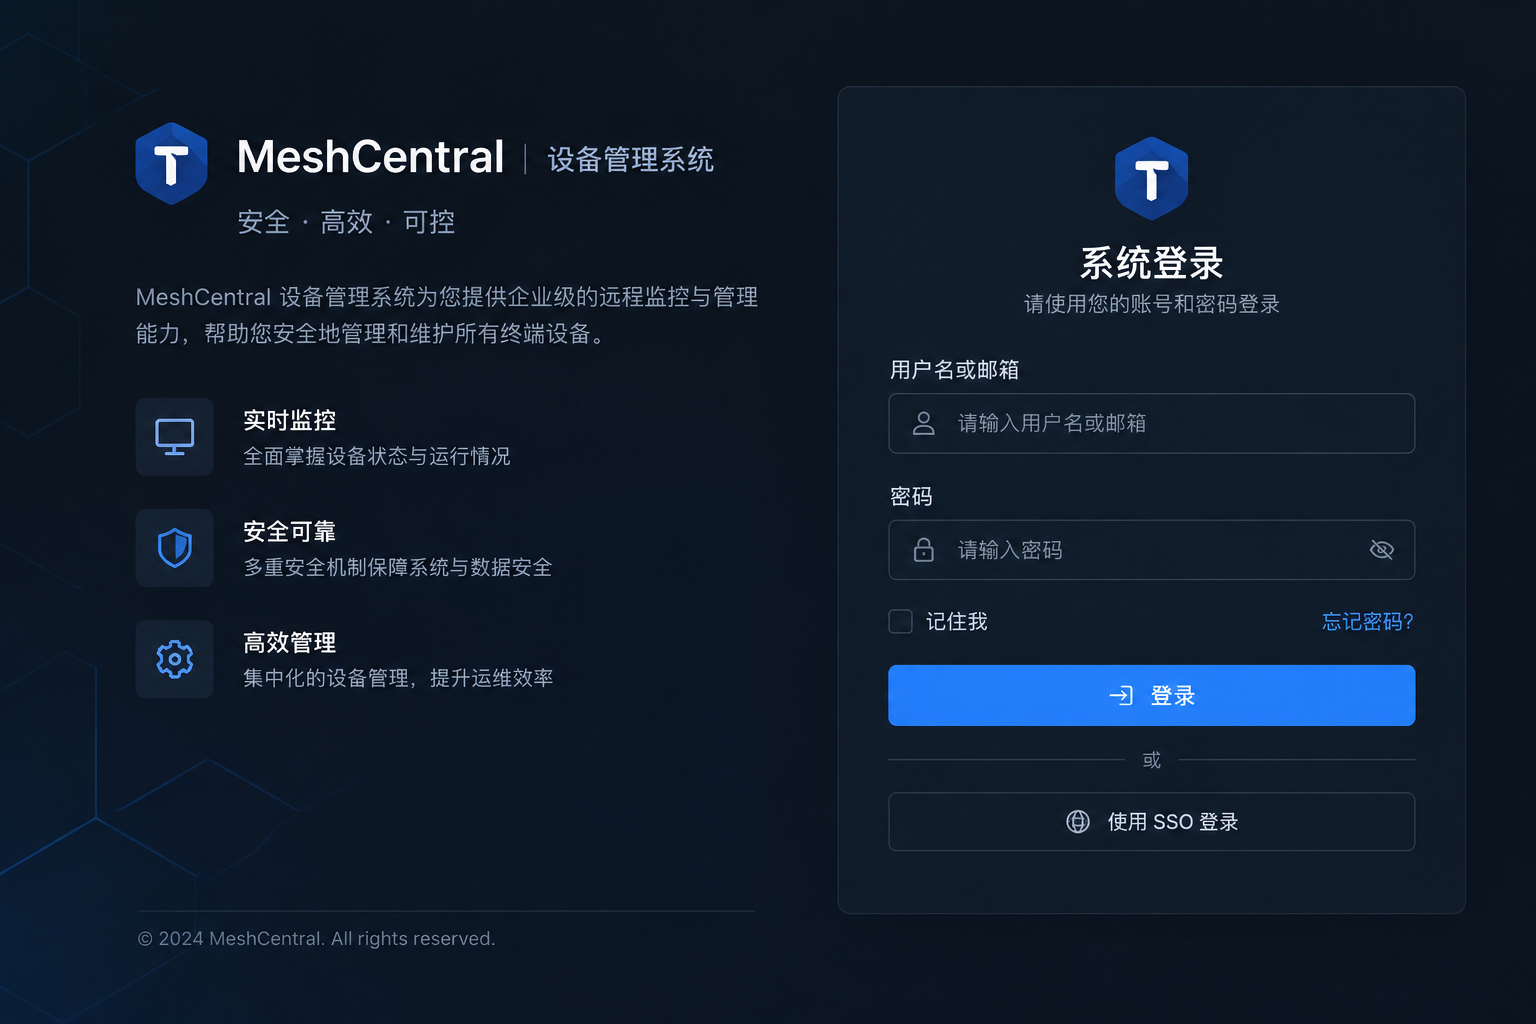 T
MeshCentral | 设备管理系统
安全 · 高效 · 可控
MeshCentral 设备管理系统为您提供企业级的远程监控与管理
能力，帮助您安全地管理和维护所有终端设备。
实时监控
全面掌握设备状态与运行情况
安全可靠
多重安全机制保障系统与数据安全
高效管理
集中化的设备管理，提升运维效率
© 2024 MeshCentral. All rights reserved.
T
系统登录
请使用您的账号和密码登录
用户名或邮箱
请输入用户名或邮箱
密码
请输入密码
记住我
忘记密码?
登录
或
使用 SSO 登录